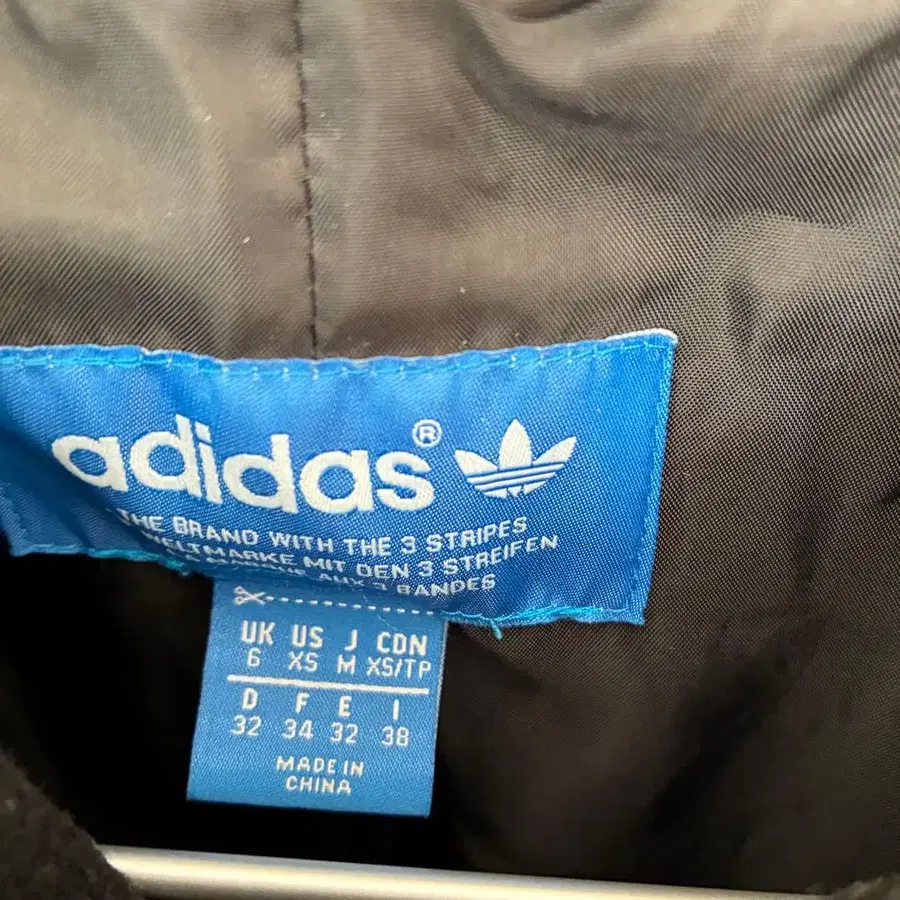 adidas®
THE BRAND WITH THE 3 STRIPES
WELTMARKE MIT DEN 3 STREIFEN
MARQUE AUX 3 BANDES
UK US J CDN
6 XS M XS/TP
D F E I
32 34 32 38
MADE IN
CHINA